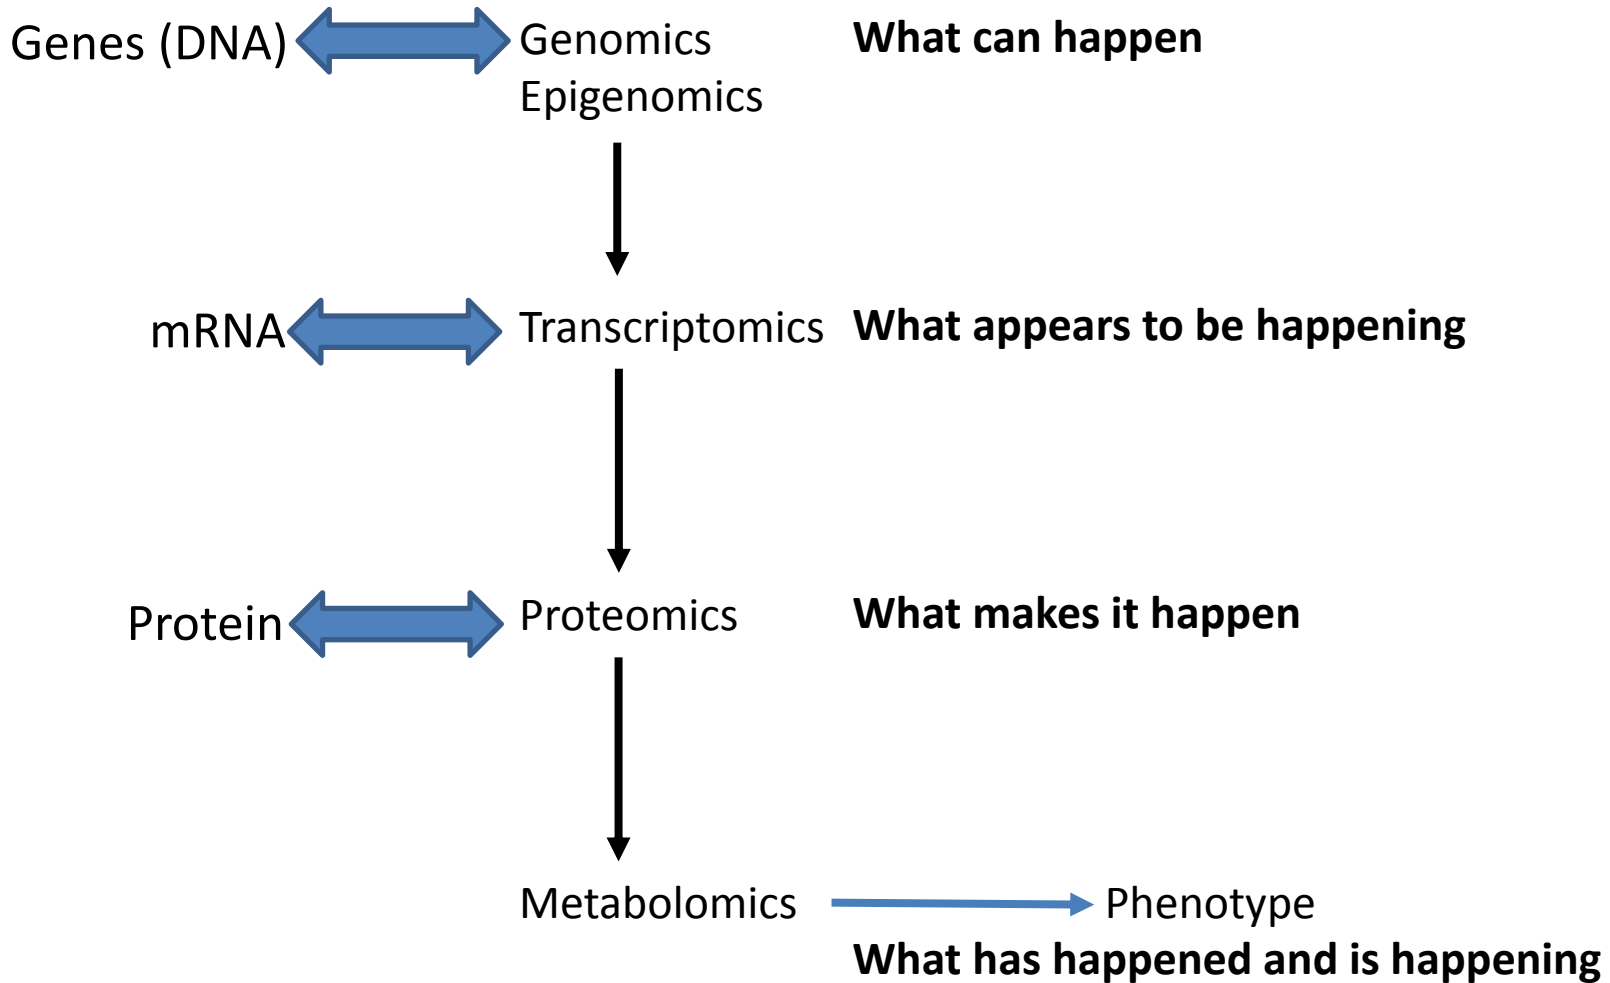 Genes (DNA)
Genomics
Epigenomics
What can happen
mRNA
Transcriptomics
What appears to be happening
Protein
Proteomics
What makes it happen
Metabolomics
Phenotype
What has happened and is happening